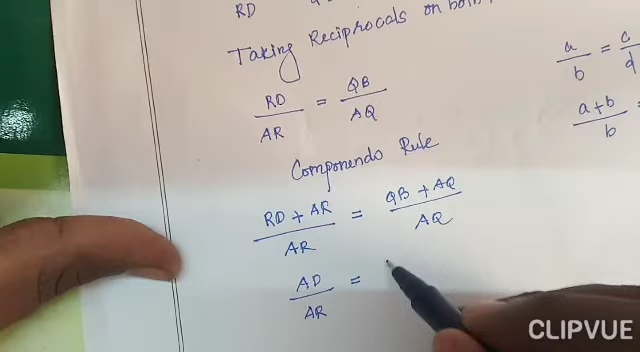 RD
Taking Reciprocals on both
RD/AR = QB/AQ
a/b = c/d
Componendo Rule
a+b/b =
RD + AR/AR = QB + AQ/AQ
AD/AR =
CLIPVUE